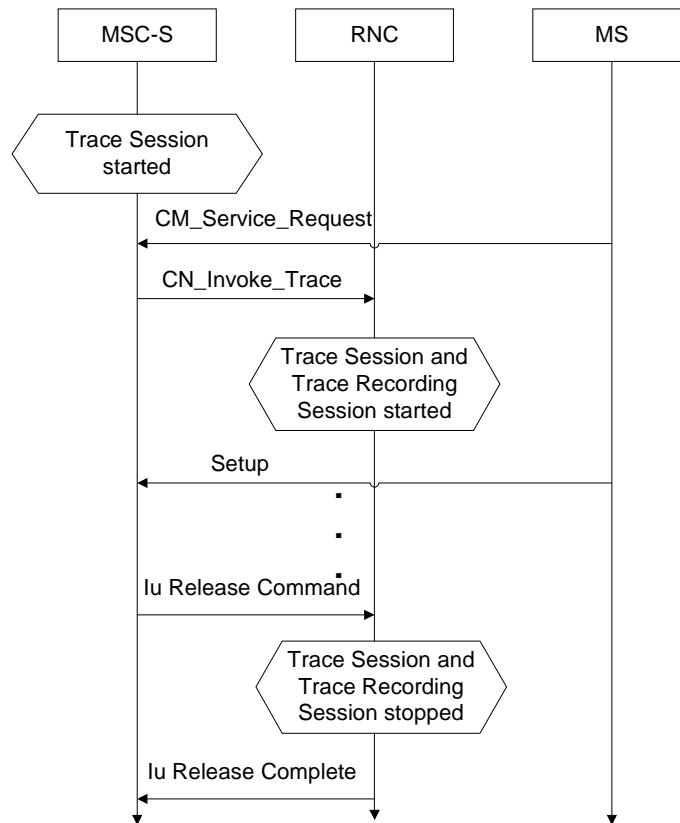 MSC-S
RNC
MS
Trace Session
started
CM_Service_Request
CN_Invoke_Trace
Trace Session and
Trace Recording
Session started
Setup
Iu Release Command
Trace Session and
Trace Recording
Session stopped
Iu Release Complete